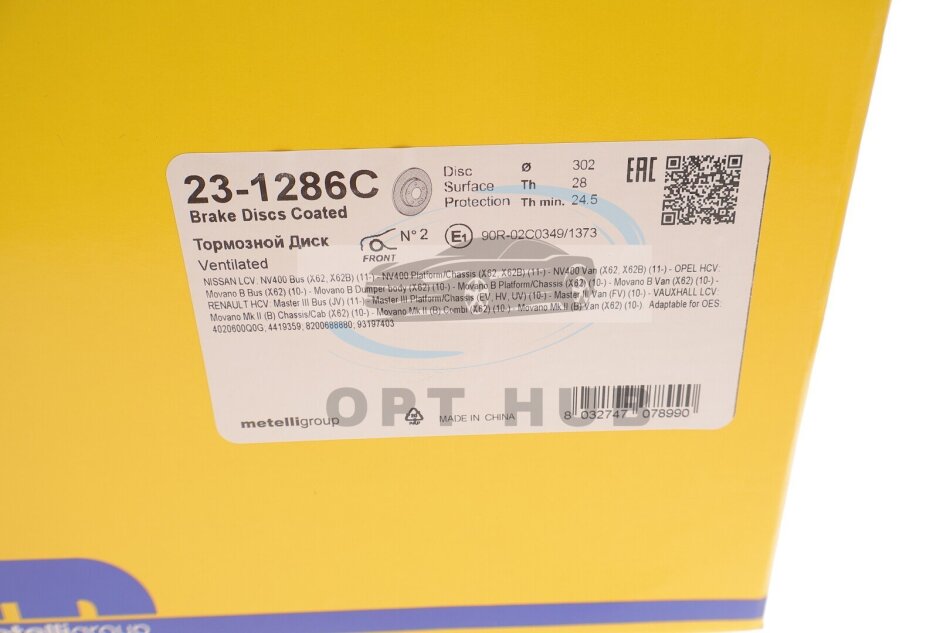 23-1286C
Brake Discs Coated
Тормозной Диск
Ventilated
Disc Ø 302
Surface Th 28
Protection Th min. 24.5
EAC
FRONT
N° 2
E1 90R-02C0349/1373
NISSAN LCV: NV400 Bus (X62, X62B) (11-) - NV400 Platform/Chassis (X62, X62B) (11-) - NV400 Van (X62, X62B) (11-) - OPEL HCV:
Movano B Bus (X62) (10-) - Movano B Dumper body (X62) (10-) - Movano B Platform/Chassis (X62) (10-) - Movano B Van (X62) (10-) -
RENAULT HCV: Master III Bus (JV) (11-) - Master III Platform/Chassis (EV, HV, UV) (10-) - Master III Van (FV) (10-) - VAUXHALL LCV:
Movano Mk II (B) Chassis/Cab (X62) (10-) - Movano Mk II (B) Combi (X62) (10-) - Movano Mk II (B) Van (X62) (10-) Adaptable for OES:
4020600Q0G, 4419359, 8200688880, 93197403
OPT HUB
metelligroup
MADE IN CHINA
8 032747 078990
metelligroup